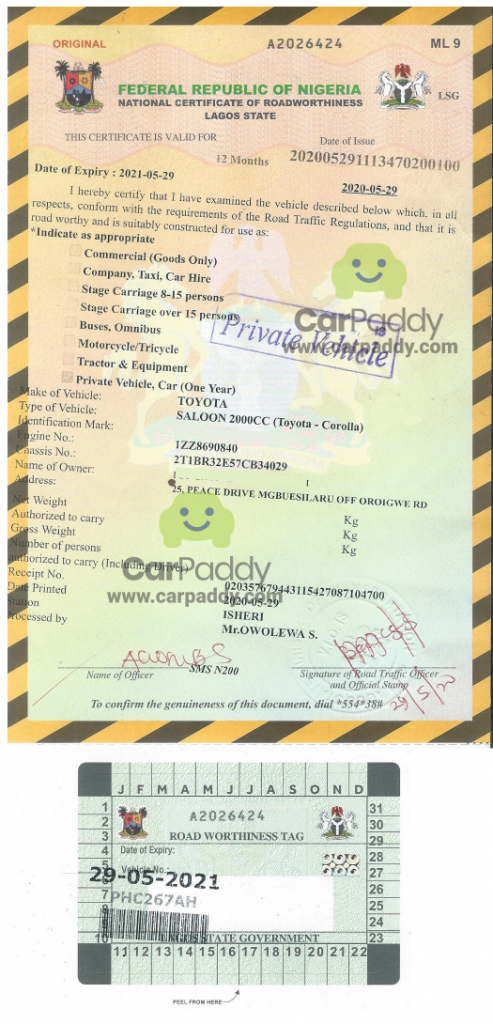 ORIGINAL
A2026424
ML 9
FEDERAL REPUBLIC OF NIGERIA
NATIONAL CERTIFICATE OF ROADWORTHINESS
LAGOS STATE
LSG
THIS CERTIFICATE IS VALID FOR
Date of Issue
12 Months
202005291113470200100
Date of Expiry : 2021-05-29
2020-05-29
I hereby certify that I have examined the vehicle described below which, in all
respects, conform with the requirements of the Road Traffic Regulations, and that it is
road worthy and is suitably constructed for use as:
*Indicate as appropriate
Commercial (Goods Only)
Company, Taxi, Car Hire
Stage Carriage 8-15 persons
Stage Carriage over 15 persons
Buses, Omnibus
Motorcycle/Tricycle
Tractor & Equipment
Private Vehicle, Car (One Year)
Private Vehicle
CarPaddy
www.carpaddy.com
Make of Vehicle: TOYOTA
Type of Vehicle: SALOON 2000CC (Toyota - Corolla)
Identification Mark:
Engine No.: 1ZZ8690840
Chassis No.: 2T1BR32E57CB34029
Name of Owner:
Address: 25, PEACE DRIVE MGBUESILARU OFF OROIGWE RD
Net Weight Kg
Authorized to carry Kg
Gross Weight Kg
Number of persons
authorized to carry (Including Driver)
CarPaddy
www.carpaddy.com
Receipt No. 020357679443115427087104700
Date Printed 2020-05-29
Station ISHERI
Processed by Mr.OWOLEWA S.
SMS N200
Name of Officer
Signature of Road Traffic Officer
and Official Stamp
29/5/20
To confirm the genuineness of this document, dial *554*38#
J F M A M J J A S O N D
1 31
2 A2026424 30
3 ROAD WORTHINESS TAG 29
4 Date of Expiry: 28
Vehicle No.: 27
29-05-2021
PHC267AH
26
7 25
8 24
10 LAGOS STATE GOVERNMENT 23
11 12 13 14 15 16 17 18 19 20 21 22
PEEL FROM HERE